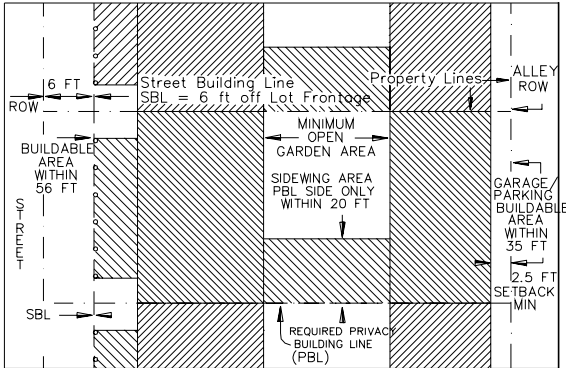 6 FT
ROW
Street Building Line
SBL = 6 ft off Lot Frontage
Property Lines
ALLEY
ROW
BUILDABLE
AREA
WITHIN
56 FT
STREET
SBL
MINIMUM
OPEN
GARDEN AREA
SIDEWING AREA
PBL SIDE ONLY
WITHIN 20 FT
REQUIRED PRIVACY
BUILDING LINE
(PBL)
GARAGE/
PARKING
BUILDABLE
AREA
WITHIN
35 FT
2.5 FT
SETBACK
MIN